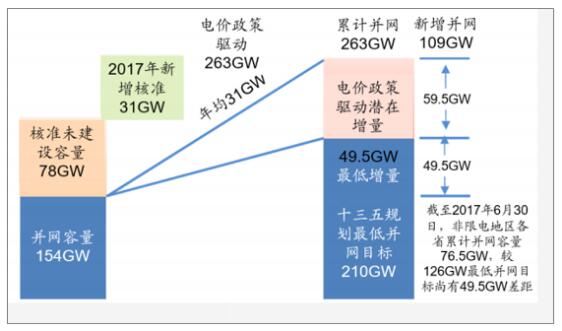 电价政策
驱动
263GW
累计并网
263GW
新增并网
109GW
2017年新
增核准
31GW
年均31GW
电价政策
驱动潜在
增量
59.5GW
核准未建
设容量
78GW
49.5GW
最低增量
49.5GW
并网容量
154GW
十三五规
划最低并
网目标
210GW
截至2017年6月30
日，非限电地区各
省累计并网容量
76.5GW，较
126GW最低并网目
标尚有49.5GW差距